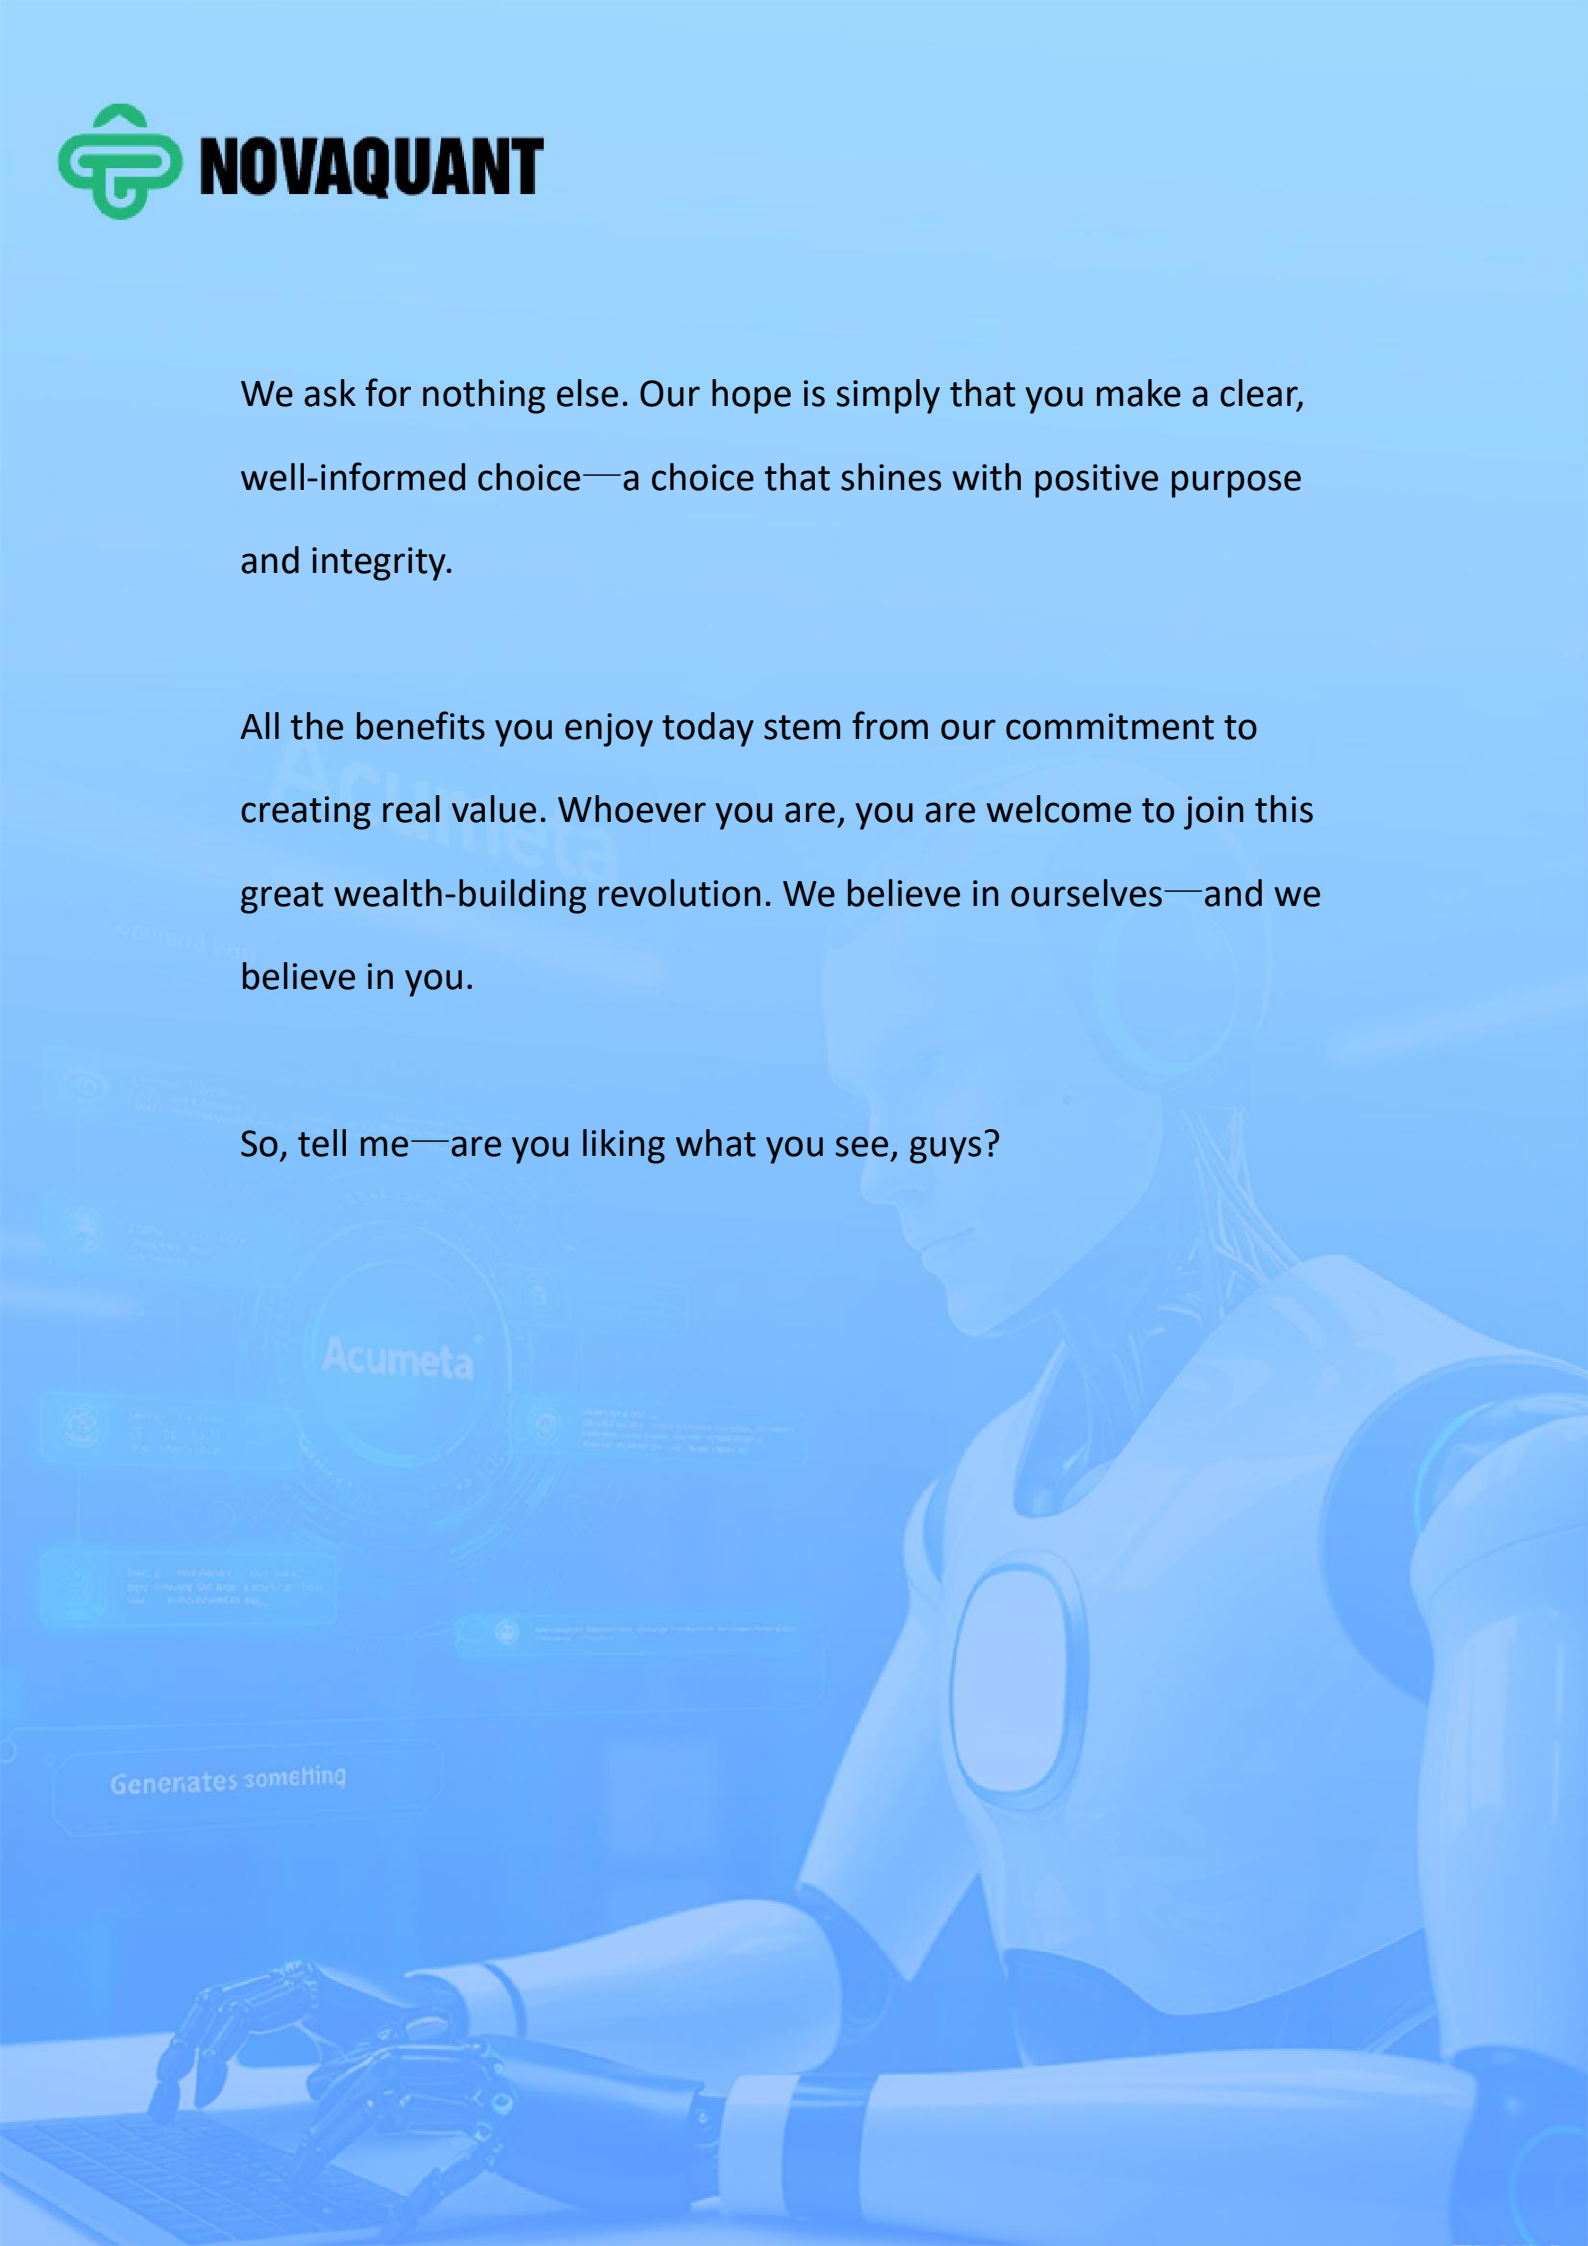 NOVAQUANT
We ask for nothing else. Our hope is simply that you make a clear,
well-informed choice—a choice that shines with positive purpose
and integrity.
All the benefits you enjoy today stem from our commitment to
creating real value. Whoever you are, you are welcome to join this
great wealth-building revolution. We believe in ourselves—and we
believe in you.
So, tell me—are you liking what you see, guys?
Acumeta
Acumeta
Generates something